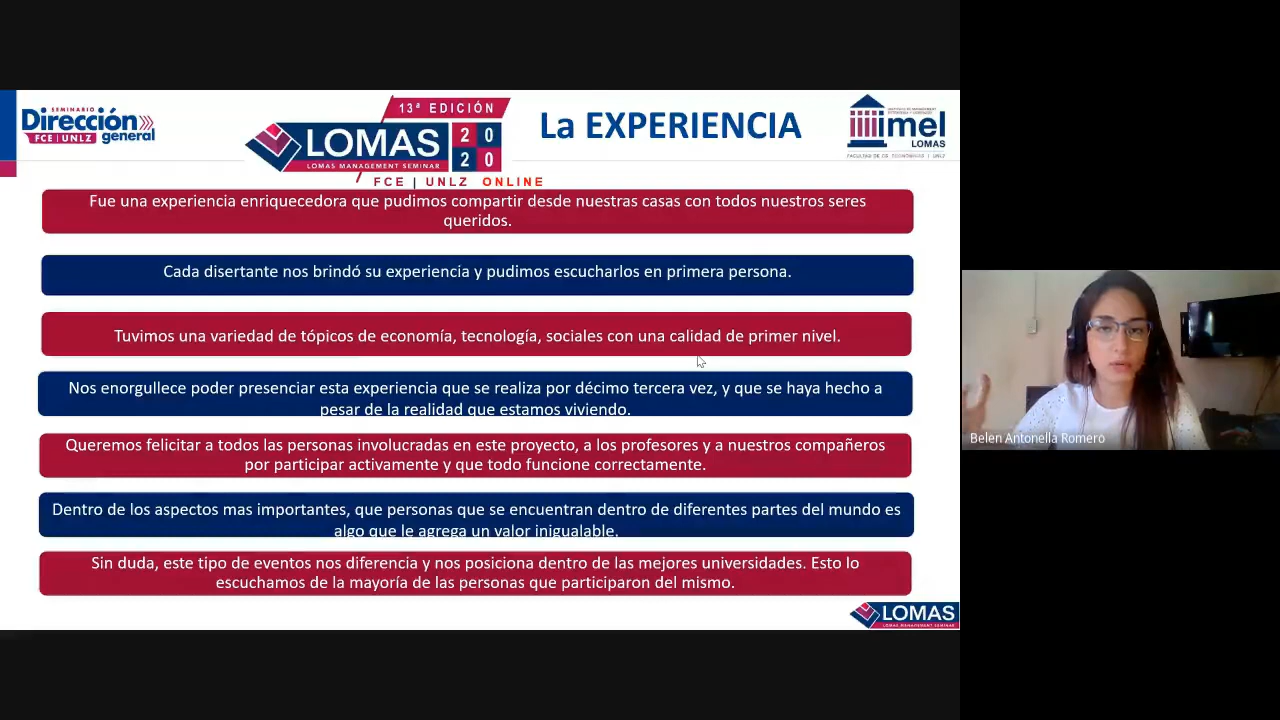 SEMINARIO
Dirección
FCE | UNLZ general
13ª EDICIÓN
LOMAS 20
LOMAS MANAGEMENT SEMINAR 20
FCE | UNLZ ONLINE
La EXPERIENCIA
imel
LOMAS
Fue una experiencia enriquecedora que pudimos compartir desde nuestras casas con todos nuestros seres
queridos.
Cada disertante nos brindó su experiencia y pudimos escucharlos en primera persona.
Tuvimos una variedad de tópicos de economía, tecnología, sociales con una calidad de primer nivel.
Nos enorgullece poder presenciar esta experiencia que se realiza por décimo tercera vez, y que se haya hecho a
pesar de la realidad que estamos viviendo.
Queremos felicitar a todos las personas involucradas en este proyecto, a los profesores y a nuestros compañeros
por participar activamente y que todo funcione correctamente.
Dentro de los aspectos mas importantes, que personas que se encuentran dentro de diferentes partes del mundo es
algo que le agrega un valor inigualable.
Sin duda, este tipo de eventos nos diferencia y nos posiciona dentro de las mejores universidades. Esto lo
escuchamos de la mayoría de las personas que participaron del mismo.
LOMAS
LOMAS MANAGEMENT SEMINAR
Belen Antonella Romero